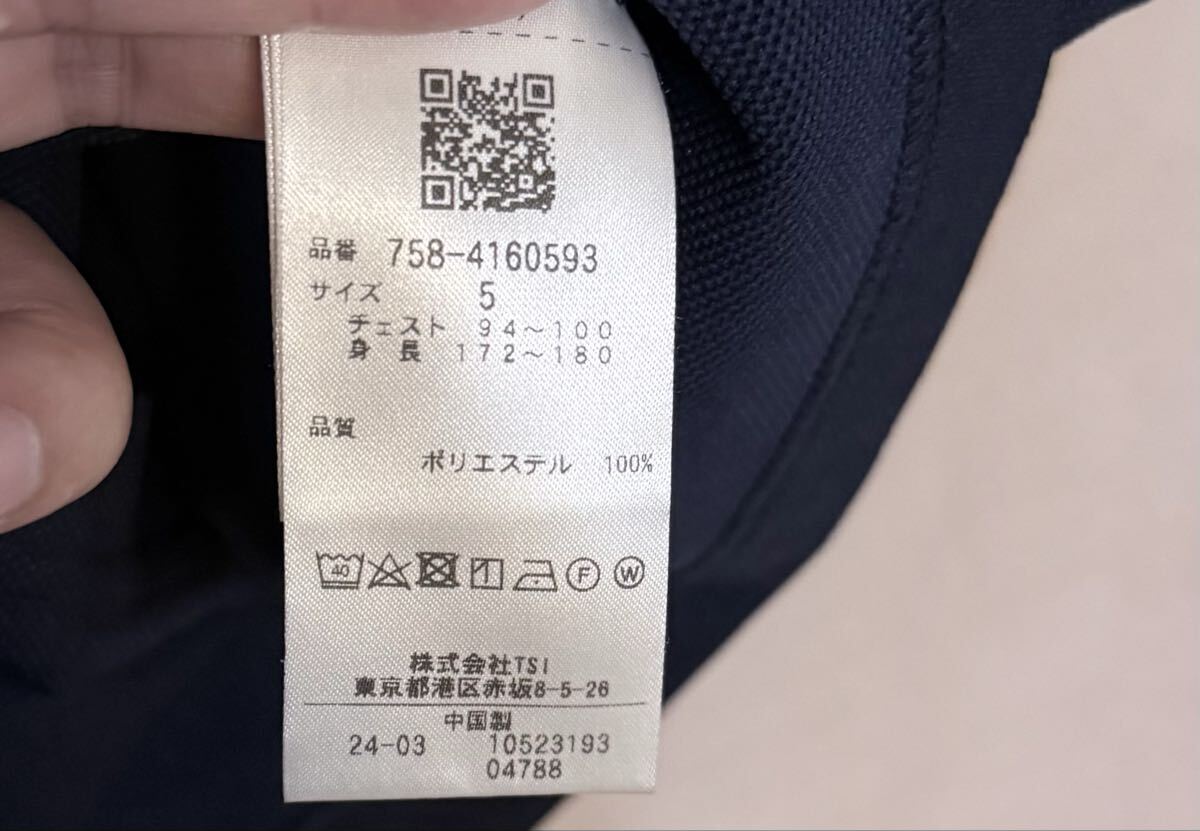 品番 758-4160593
サイズ 5
チェスト 94~100
身長 172~180
品質
ポリエステル 100%
40
F W
株式会社TSI
東京都港区赤坂8-5-26
中国製
24-03 10523193
04788